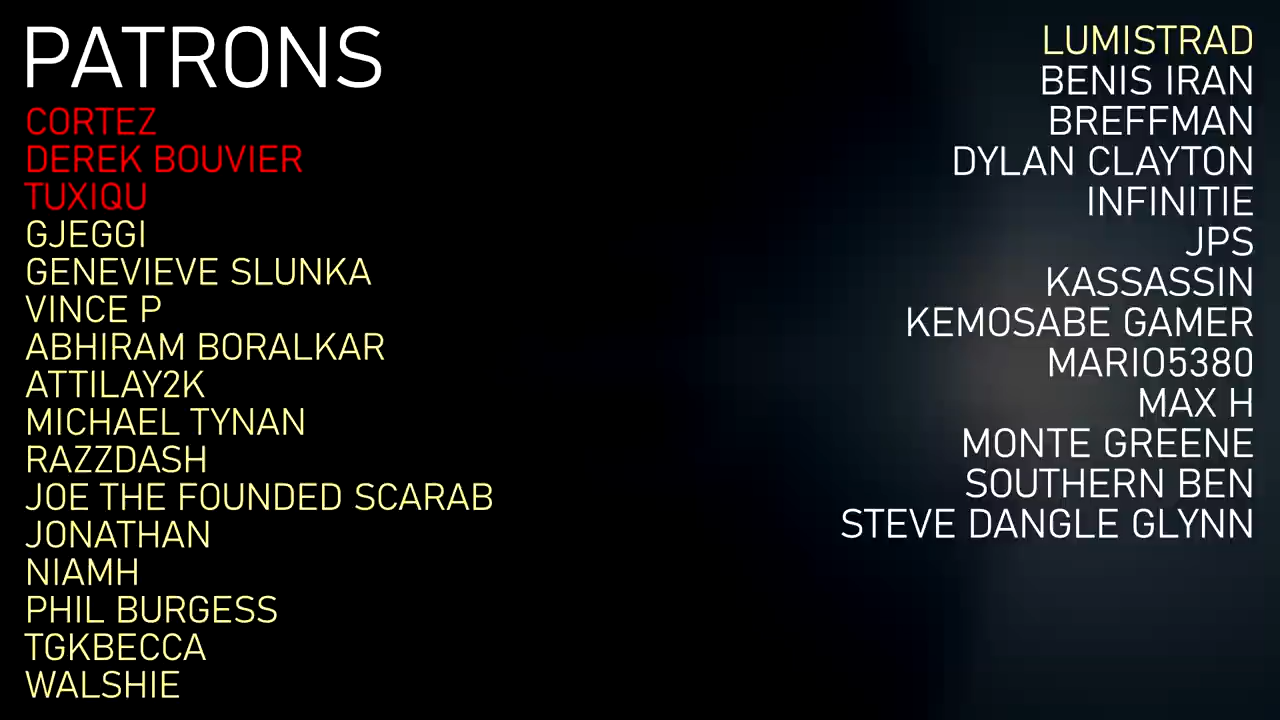 PATRONS
CORTEZ
DEREK BOUVIER
TUXIQU
GJEGGI
GENEVIEVE SLUNKA
VINCE P
ABHIRAM BORALKAR
ATTILAY2K
MICHAEL TYNAN
RAZZDASH
JOE THE FOUNDED SCARAB
JONATHAN
NIAMH
PHIL BURGESS
TGKBECCA
WALSHIE
LUMISTRAD
BENIS IRAN
BREFFMAN
DYLAN CLAYTON
INFINITIE
JPS
KASSASSIN
KEMOSABE GAMER
MARIO5380
MAX H
MONTE GREENE
SOUTHERN BEN
STEVE DANGLE GLYNN